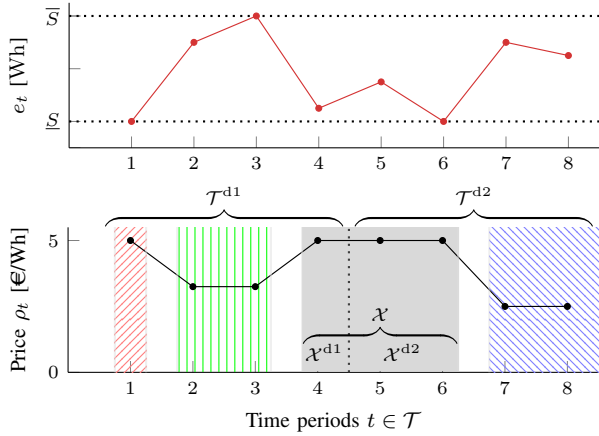 S̅
e_t [Wh]
S̲
1 2 3 4 5 6 7 8
𝒯^d1 𝒯^d2
5
Price ρ_t [€/Wh]
𝒳
𝒳^d1 𝒳^d2
0
1 2 3 4 5 6 7 8
Time periods t ∈ 𝒯